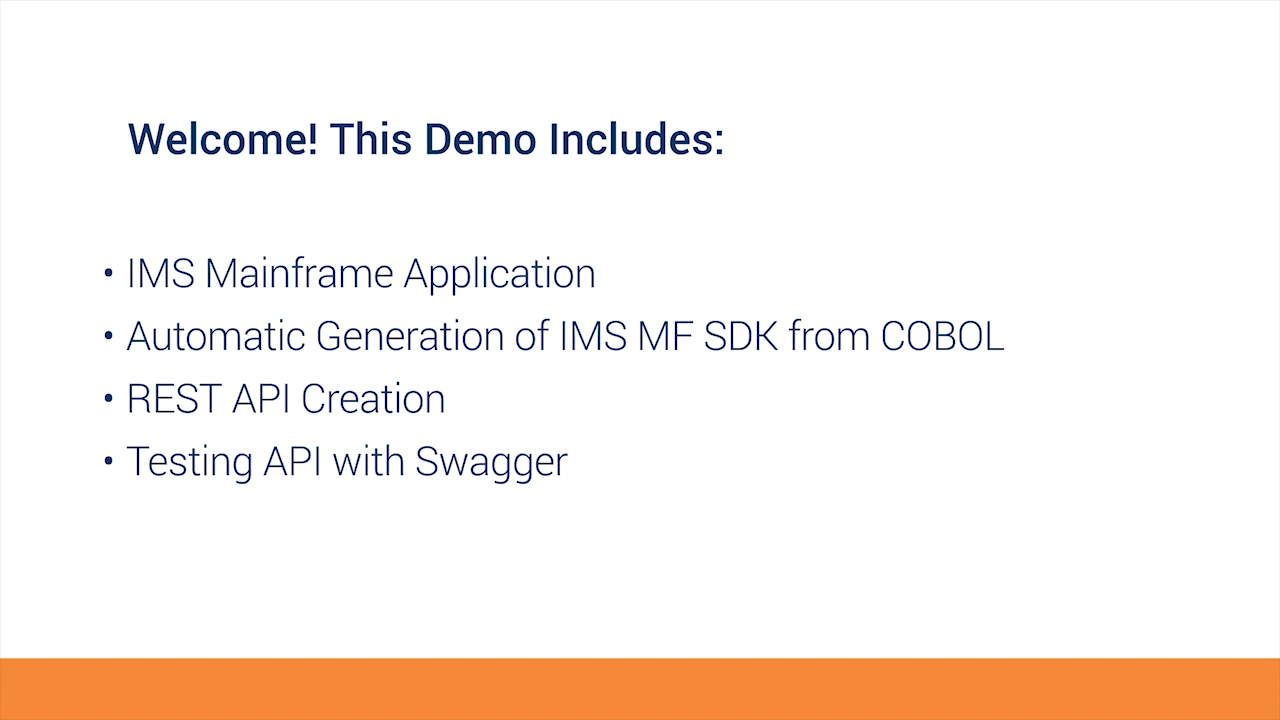 Welcome! This Demo Includes:
• IMS Mainframe Application
• Automatic Generation of IMS MF SDK from COBOL
• REST API Creation
• Testing API with Swagger